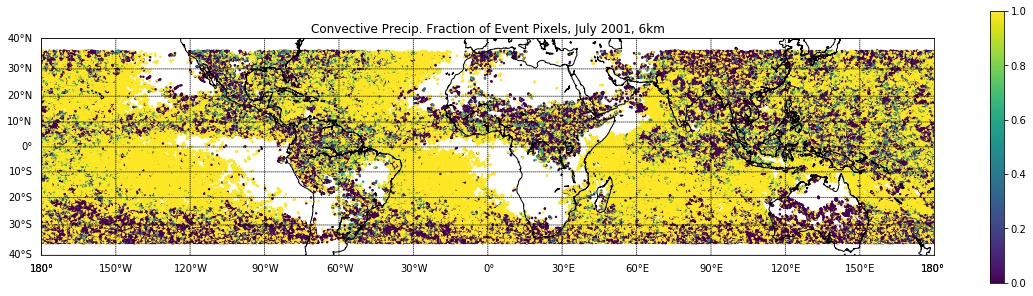 Convective Precip. Fraction of Event Pixels, July 2001, 6km
40°N
30°N
20°N
10°N
0°
10°S
20°S
30°S
40°S
180° 150°W 120°W 90°W 60°W 30°W 0° 30°E 60°E 90°E 120°E 150°E 180°
1.0
0.8
0.6
0.4
0.2
0.0